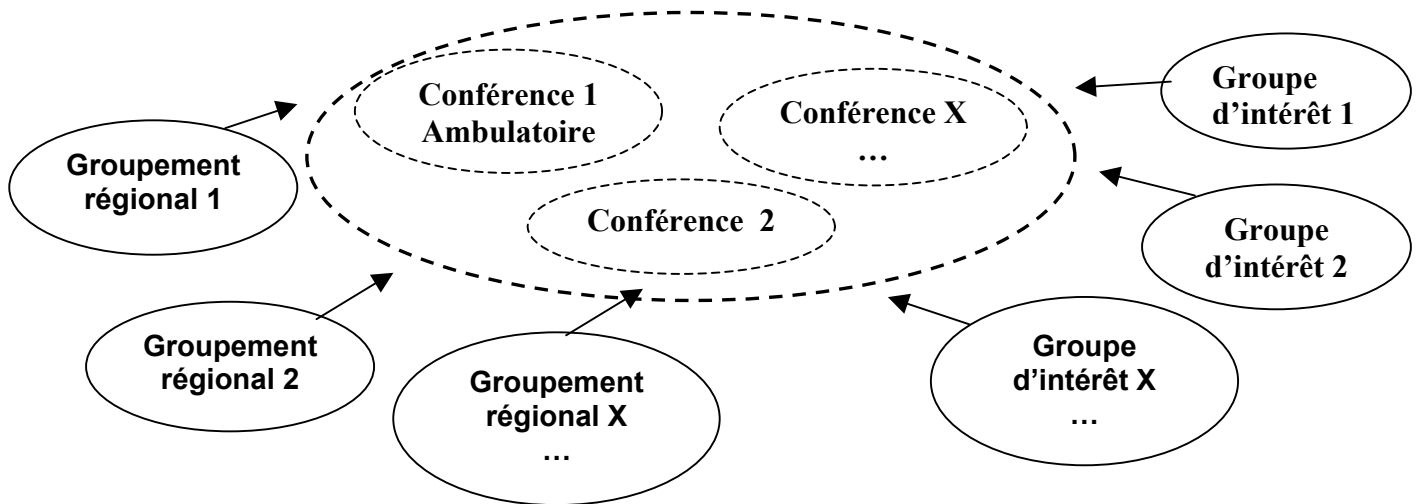 Conférence 1
Ambulatoire
Conférence X
…
Conférence 2
Groupe
d’intérêt 1
Groupe
d’intérêt 2
Groupement
régional 1
Groupement
régional 2
Groupement
régional X
…
Groupe
d’intérêt X
…